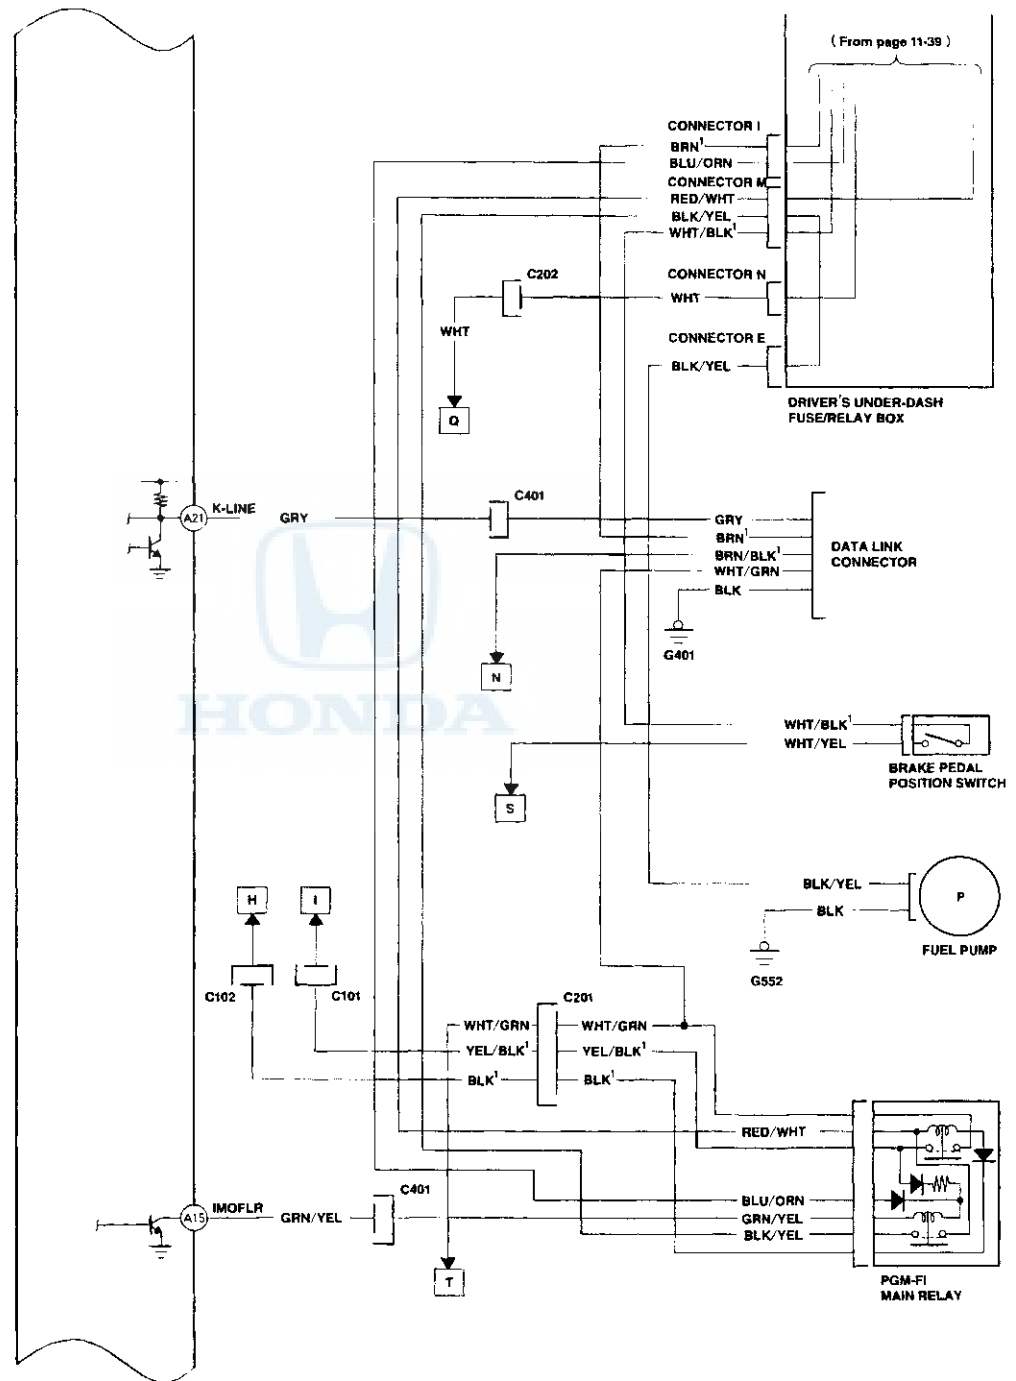 ( From page 11-39 )
CONNECTOR I
BRN¹
BLU/ORN
CONNECTOR M
RED/WHT
BLK/YEL
WHT/BLK¹
C202
CONNECTOR N
WHT
WHT
CONNECTOR E
BLK/YEL
DRIVER'S UNDER-DASH
FUSE/RELAY BOX
Q
C401
A21
K-LINE
GRY
GRY
BRN¹
BRN/BLK¹
WHT/GRN
BLK
DATA LINK
CONNECTOR
G401
N
HONDA
WHT/BLK¹
WHT/YEL
BRAKE PEDAL
POSITION SWITCH
S
H
I
BLK/YEL
BLK
P
FUEL PUMP
G552
C102
C101
C201
WHT/GRN
WHT/GRN
YEL/BLK¹
YEL/BLK¹
BLK¹
BLK¹
RED/WHT
C401
A15
IMOFLR
GRN/YEL
BLU/ORN
GRN/YEL
BLK/YEL
T
PGM-FI
MAIN RELAY